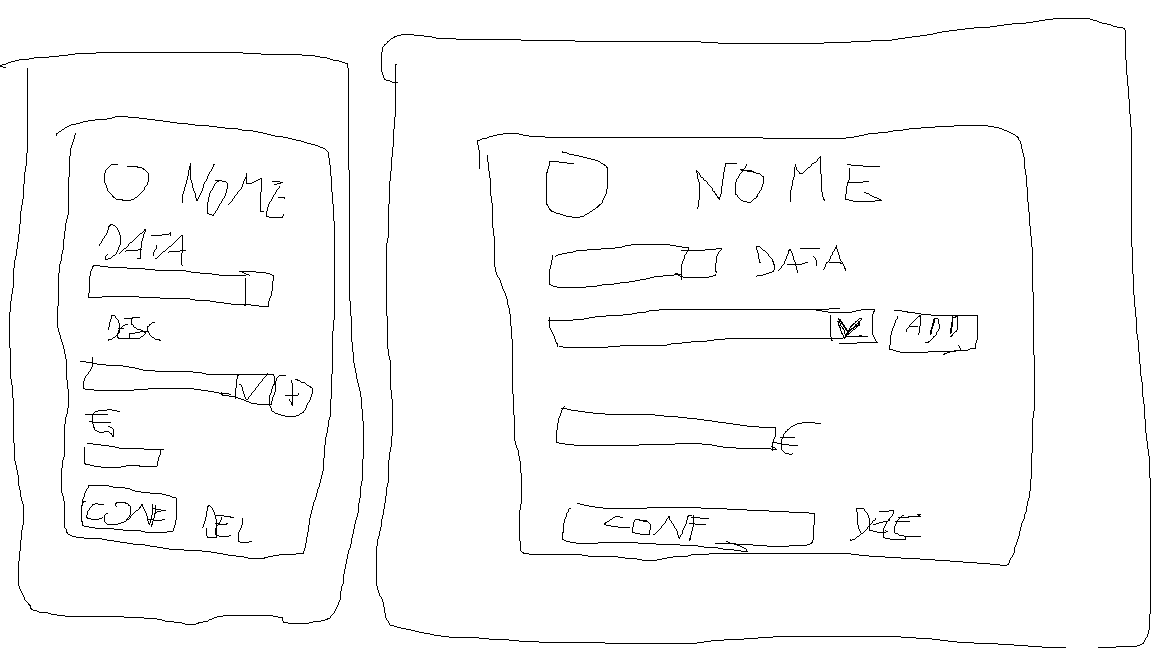 NOME
DATA
DESC
+
€
CONF
DEL
NOME
DATA
ADD
€
CONF